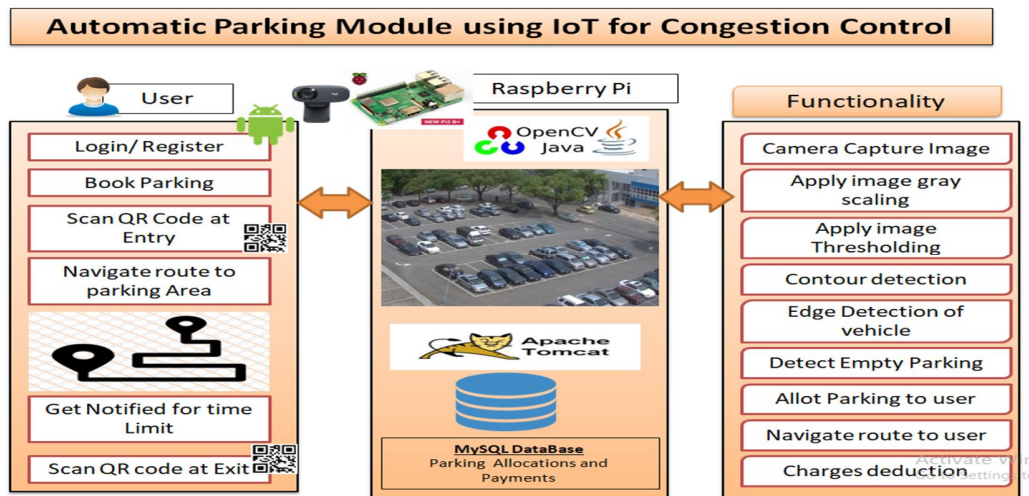 Automatic Parking Module using IoT for Congestion Control
User
Login/ Register
Book Parking
Scan QR Code at
Entry
Navigate route to
parking Area
Get Notified for time
Limit
Scan QR code at Exit
NEW PI3 B+
Raspberry Pi
OpenCV
Java
Apache
Tomcat
MySQL DataBase
Parking Allocations and
Payments
Functionality
Camera Capture Image
Apply image gray
scaling
Apply image
Thresholding
Contour detection
Edge Detection of
vehicle
Detect Empty Parking
Allot Parking to user
Navigate route to user
Charges deduction
Activate